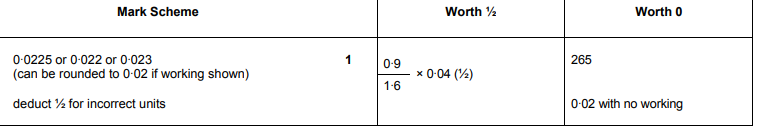 Mark Scheme Worth ½ Worth 0
0·0225 or 0·022 or 0·023 1
(can be rounded to 0·02 if working shown)
deduct ½ for incorrect units
0·9
× 0·04 (½)
1·6
265
0·02 with no working